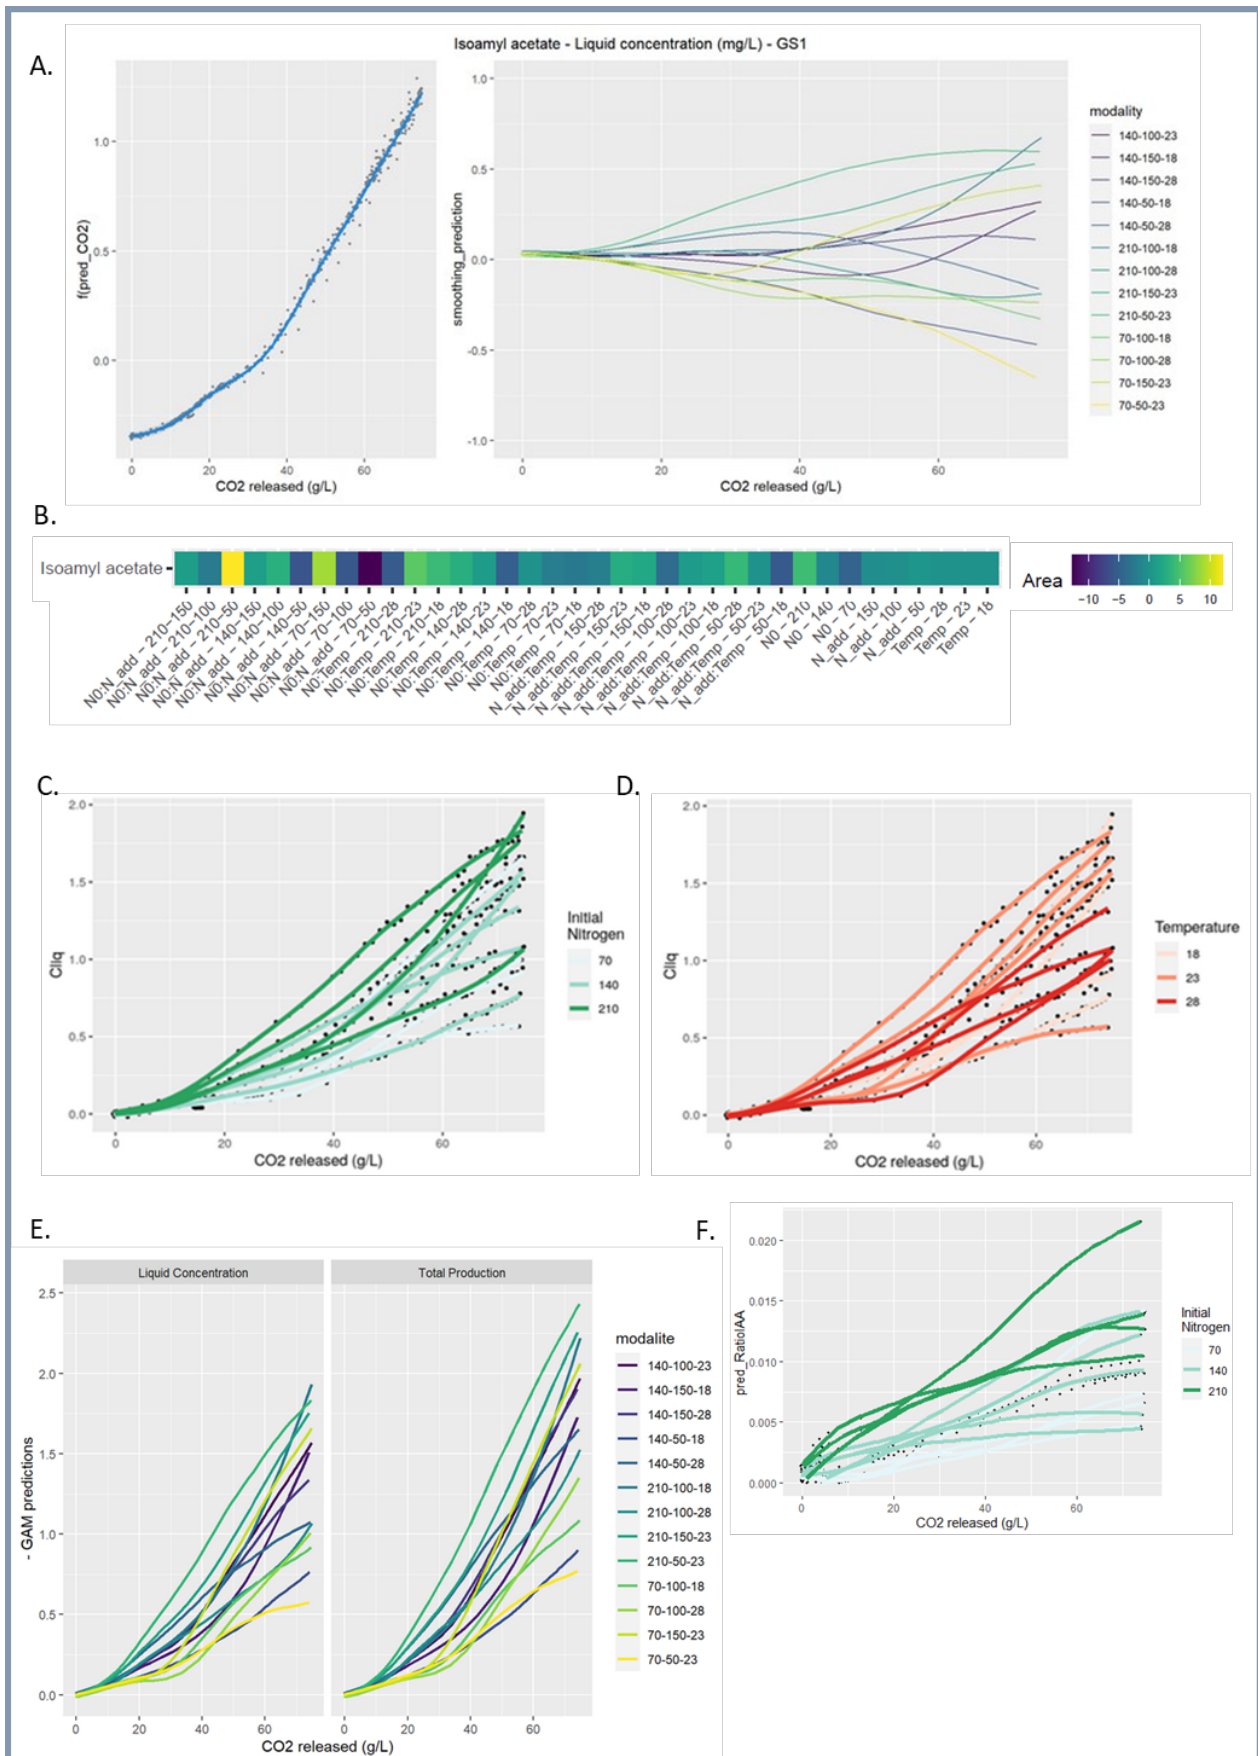 A.
Isoamyl acetate - Liquid concentration (mg/L) - GS1
f(pred_CO2)
1.0
0.5
0.0
0 20 40 60
CO2 released (g/L)
smoothing_prediction
1.0
0.5
0.0
-0.5
-1.0
0 20 40 60
CO2 released (g/L)
modality
140-100-23
140-150-18
140-150-28
140-50-18
140-50-28
210-100-18
210-100-28
210-150-23
210-50-23
70-100-18
70-100-28
70-150-23
70-50-23
B.
Isoamyl acetate
N0:N_add - 210-150
N0:N_add - 210-100
N0:N_add - 210-50
N0:N_add - 140-150
N0:N_add - 140-100
N0:N_add - 140-50
N0:N_add - 70-150
N0:N_add - 70-100
N0:N_add - 70-50
N0:Temp - 210-28
N0:Temp - 210-23
N0:Temp - 210-18
N0:Temp - 140-28
N0:Temp - 140-23
N0:Temp - 140-18
N0:Temp - 70-28
N0:Temp - 70-23
N0:Temp - 70-18
N_add:Temp - 150-28
N_add:Temp - 150-23
N_add:Temp - 150-18
N_add:Temp - 100-28
N_add:Temp - 100-23
N_add:Temp - 100-18
N_add:Temp - 50-28
N_add:Temp - 50-23
N_add:Temp - 50-18
N0 - 210
N0 - 140
N0 - 70
N_add - 150
N_add - 100
N_add - 50
Temp - 28
Temp - 23
Temp - 18
Area
-10 -5 0 5 10
C.
Cliq
2.0
1.5
1.0
0.5
0.0
0 20 40 60
CO2 released (g/L)
Initial
Nitrogen
70
140
210
D.
Cliq
2.0
1.5
1.0
0.5
0.0
0 20 40 60
CO2 released (g/L)
Temperature
18
23
28
E.
Liquid Concentration
Total Production
- GAM predictions
2.5
2.0
1.5
1.0
0.5
0.0
0 20 40 60
0 20 40 60
CO2 released (g/L)
modalite
140-100-23
140-150-18
140-150-28
140-50-18
140-50-28
210-100-18
210-100-28
210-150-23
210-50-23
70-100-18
70-100-28
70-150-23
70-50-23
F.
pred_RatioIAA
0.020
0.015
0.010
0.005
0.000
0 20 40 60
CO2 released (g/L)
Initial
Nitrogen
70
140
210